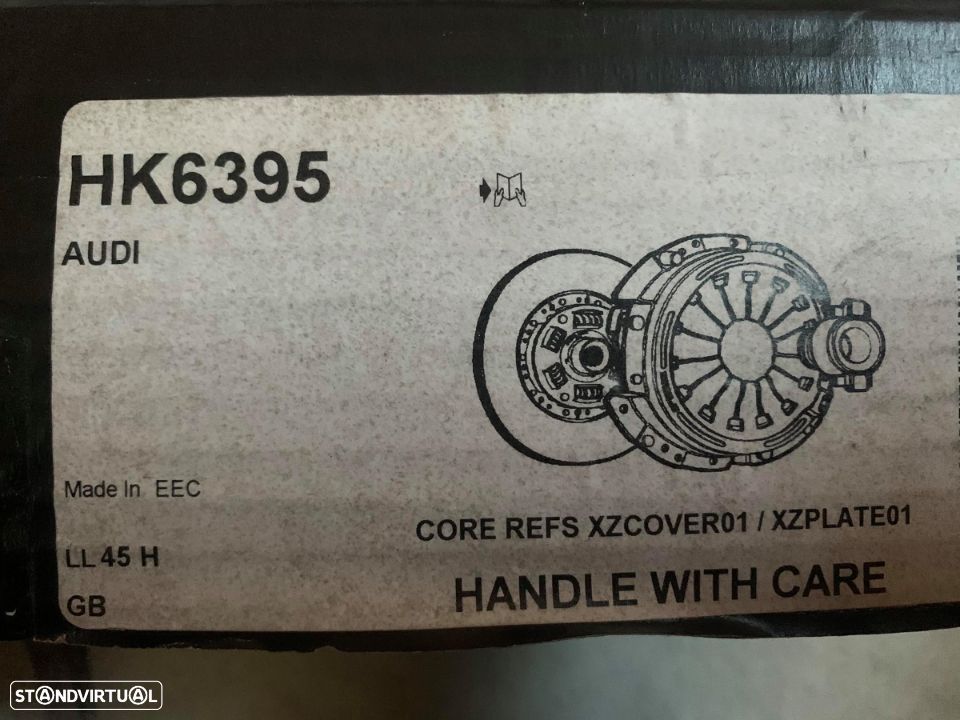 HK6395
AUDI
Made In EEC
CORE REFS XZCOVER01 / XZPLATE01
LL 45 H
HANDLE WITH CARE
GB
STANDVIRTUAL